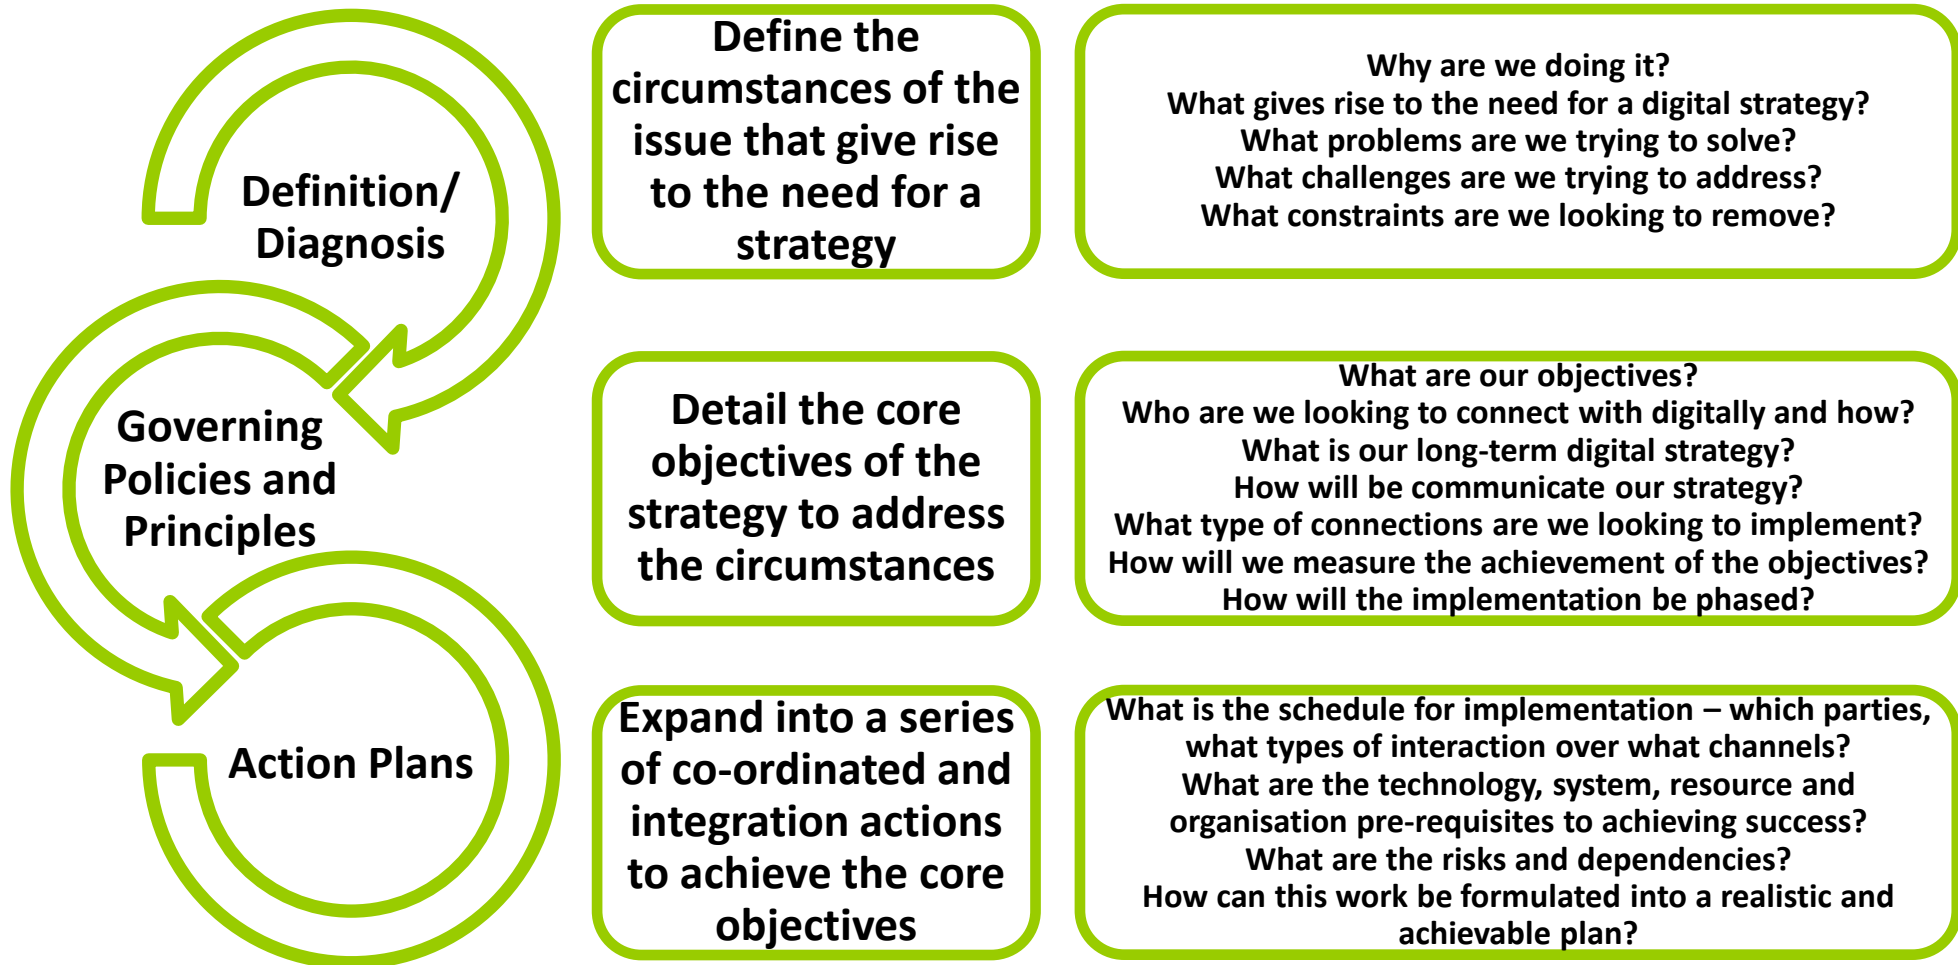 Definition/
Diagnosis
Define the
circumstances of the
issue that give rise
to the need for a
strategy
Why are we doing it?
What gives rise to the need for a digital strategy?
What problems are we trying to solve?
What challenges are we trying to address?
What constraints are we looking to remove?
Governing
Policies and
Principles
Detail the core
objectives of the
strategy to address
the circumstances
What are our objectives?
Who are we looking to connect with digitally and how?
What is our long-term digital strategy?
How will be communicate our strategy?
What type of connections are we looking to implement?
How will we measure the achievement of the objectives?
How will the implementation be phased?
Action Plans
Expand into a series
of co-ordinated and
integration actions
to achieve the core
objectives
What is the schedule for implementation – which parties,
what types of interaction over what channels?
What are the technology, system, resource and
organisation pre-requisites to achieving success?
What are the risks and dependencies?
How can this work be formulated into a realistic and
achievable plan?